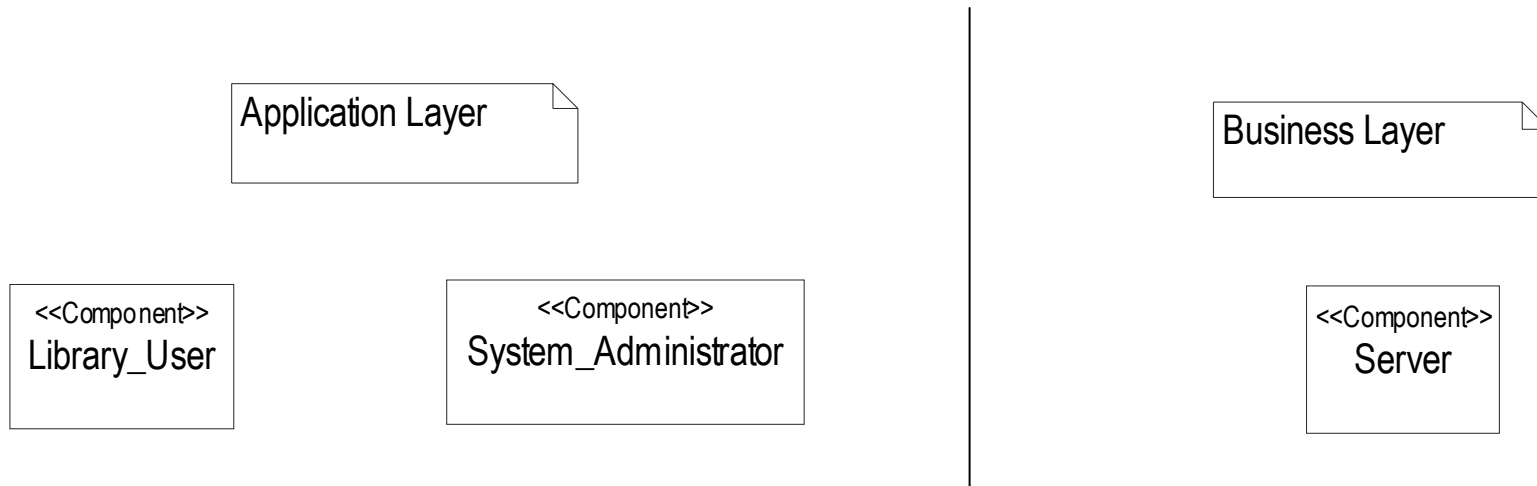 Application Layer
Business Layer
<<Component>>
Library_User
<<Component>>
System_Administrator
<<Component>>
Server